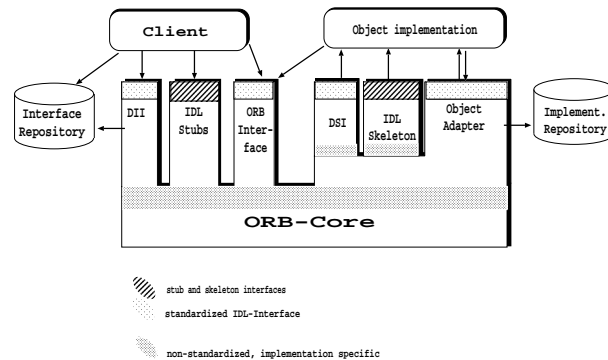 Client
Object implementation
Interface
Repository
DII
IDL
Stubs
ORB
Inter-
face
DSI
IDL
Skeleton
Object
Adapter
Implement.
Repository
ORB-Core
stub and skeleton interfaces
standardized IDL-Interface
non-standardized, implementation specific